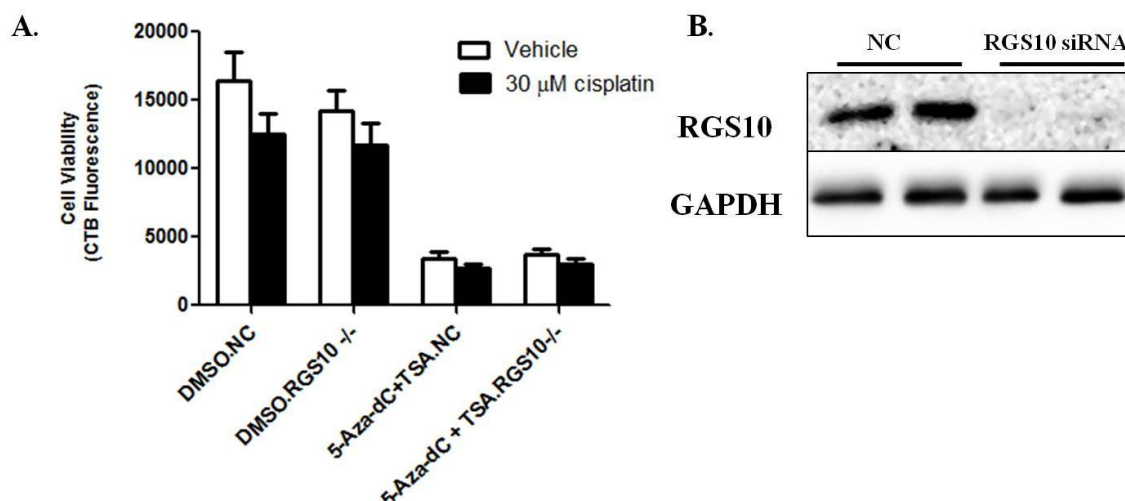 A.
20000
15000
10000
5000
0
Cell Viability
(CTB Fluorescence)
Vehicle
30 μM cisplatin
DMSO.NC
DMSO.RGS10 -/-
5-Aza-dC+TSA.NC
5-Aza-dC + TSA.RGS10-/-
B.
NC
RGS10 siRNA
RGS10
GAPDH